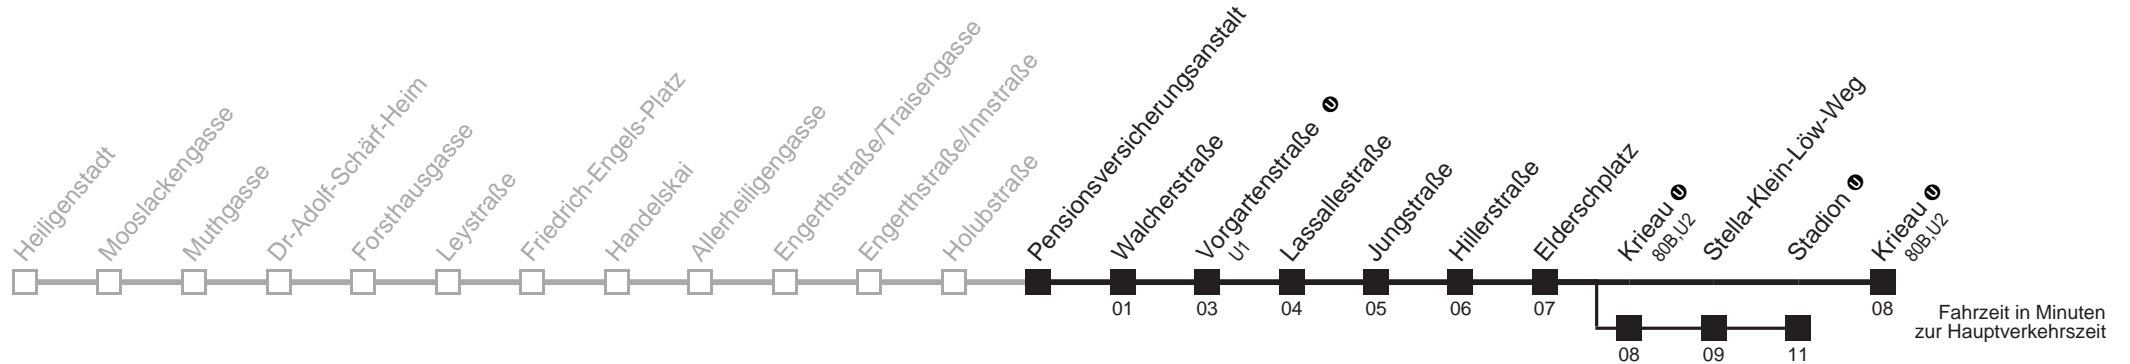 Heiligenstadt
Mooslackengasse
Muthgasse
Dr-Adolf-Schärf-Heim
Forsthausgasse
Leystraße
Friedrich-Engels-Platz
Handelskai
Allerheiligengasse
Engerthstraße/Traisengasse
Engerthstraße/Innstraße
Holubstraße
Pensionsversicherungsanstalt
Walcherstraße
Vorgartenstraße U
U1
Lassallestraße
Jungstraße
Hillerstraße
Elderschplatz
Krieau U
80B,U2
Stella-Klein-Löw-Weg
Stadion U
Krieau U
80B,U2
01 03 04 05 06 07 08
08 09 11
Fahrzeit in Minuten
zur Hauptverkehrszeit